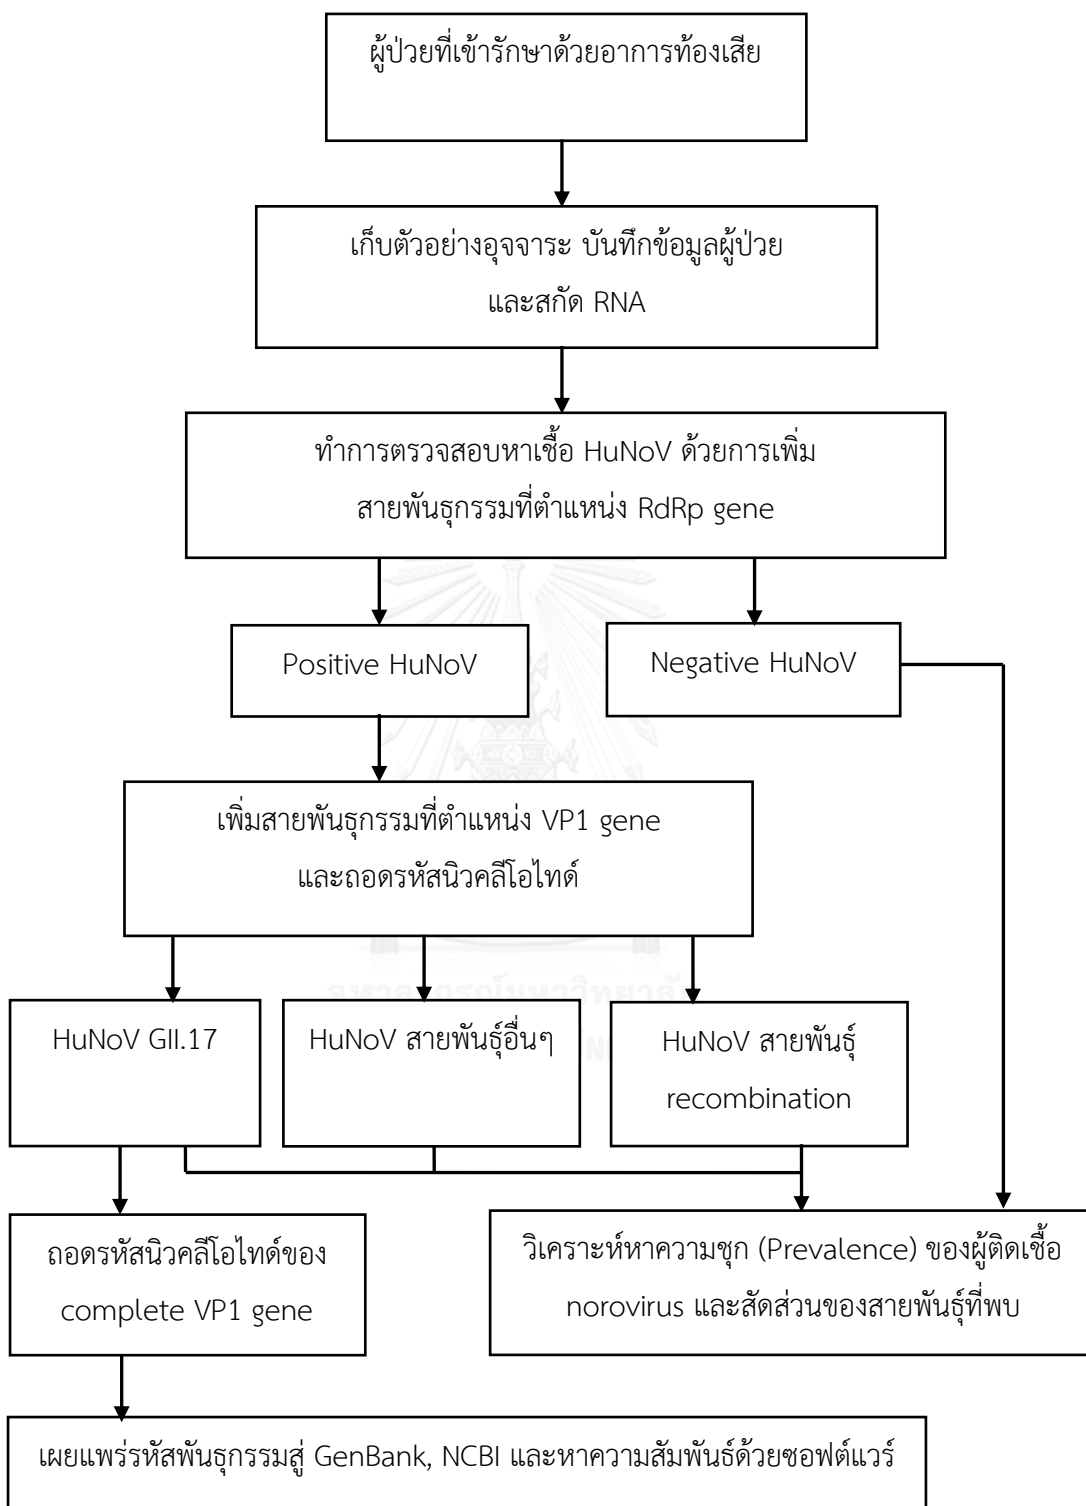 ผู้ป่วยที่เข้ารักษาด้วยอาการท้องเสีย
เก็บตัวอย่างอุจจาระ บันทึกข้อมูลผู้ป่วย
และสกัด RNA
ทำการตรวจสอบหาเชื้อ HuNoV ด้วยการเพิ่ม
สายพันธุกรรมที่ตำแหน่ง RdRp gene
Positive HuNoV
Negative HuNoV
เพิ่มสายพันธุกรรมที่ตำแหน่ง VP1 gene
และถอดรหัสนิวคลีโอไทด์
HuNoV GII.17
HuNoV สายพันธุ์อื่นๆ
HuNoV สายพันธุ์
recombination
ถอดรหัสนิวคลีโอไทด์ของ
complete VP1 gene
วิเคราะห์หาความชุก (Prevalence) ของผู้ติดเชื้อ
norovirus และสัดส่วนของสายพันธุ์ที่พบ
เผยแพร่รหัสพันธุกรรมสู่ GenBank, NCBI และหาความสัมพันธ์ด้วยซอฟต์แวร์